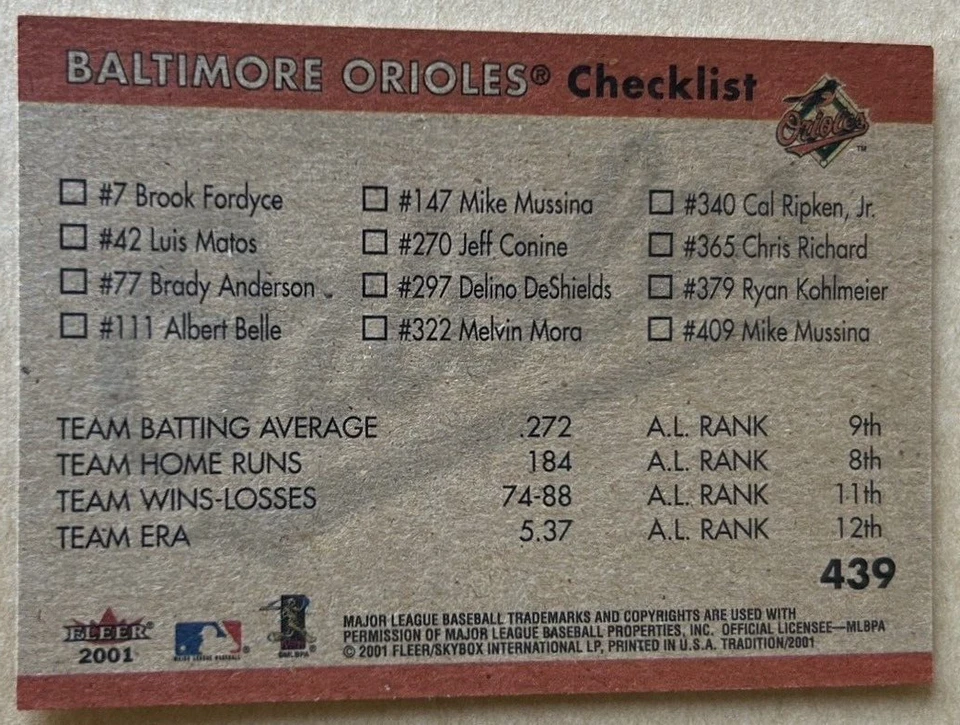 BALTIMORE ORIOLES® Checklist
Orioles ™
☐ #7 Brook Fordyce
☐ #42 Luis Matos
☐ #77 Brady Anderson
☐ #111 Albert Belle
☐ #147 Mike Mussina
☐ #270 Jeff Conine
☐ #297 Delino DeShields
☐ #322 Melvin Mora
☐ #340 Cal Ripken, Jr.
☐ #365 Chris Richard
☐ #379 Ryan Kohlmeier
☐ #409 Mike Mussina
TEAM BATTING AVERAGE .272 A.L. RANK 9th
TEAM HOME RUNS 184 A.L. RANK 8th
TEAM WINS-LOSSES 74-88 A.L. RANK 11th
TEAM ERA 5.37 A.L. RANK 12th
439
FLEER®
2001
MAJOR LEAGUE BASEBALL®
©MLBPA
MAJOR LEAGUE BASEBALL TRADEMARKS AND COPYRIGHTS ARE USED WITH
PERMISSION OF MAJOR LEAGUE BASEBALL PROPERTIES, INC. OFFICIAL LICENSEE—MLBPA
© 2001 FLEER/SKYBOX INTERNATIONAL LP, PRINTED IN U.S.A. TRADITION/2001